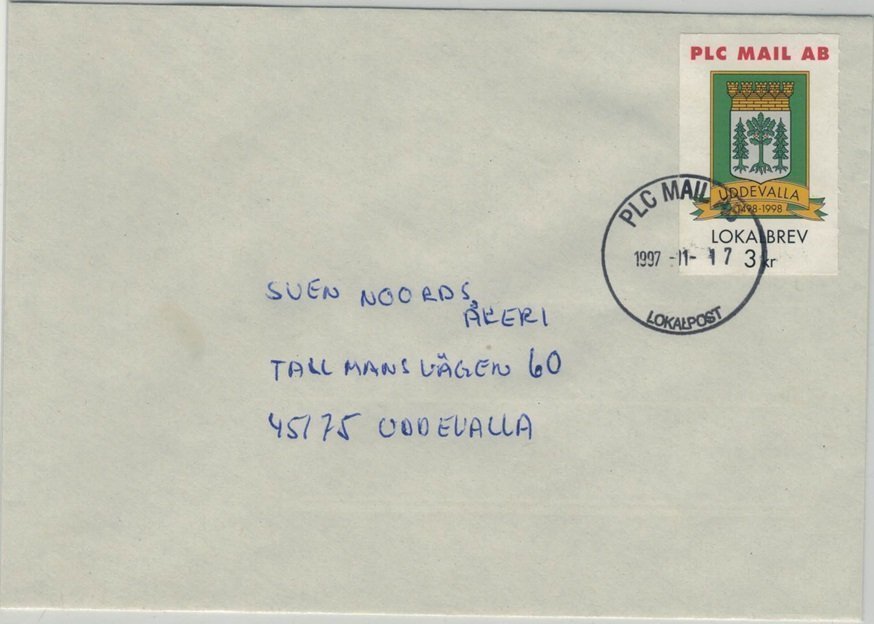 PLC MAIL AB
UDDEVALLA
1498-1998
LOKALBREV
3 kr
PLC MAIL AB
1997 -11- 17
LOKALPOST
SVEN NOORDS
ÅKERI
TALLMANSVÄGEN 60
45175 UDDEVALLA